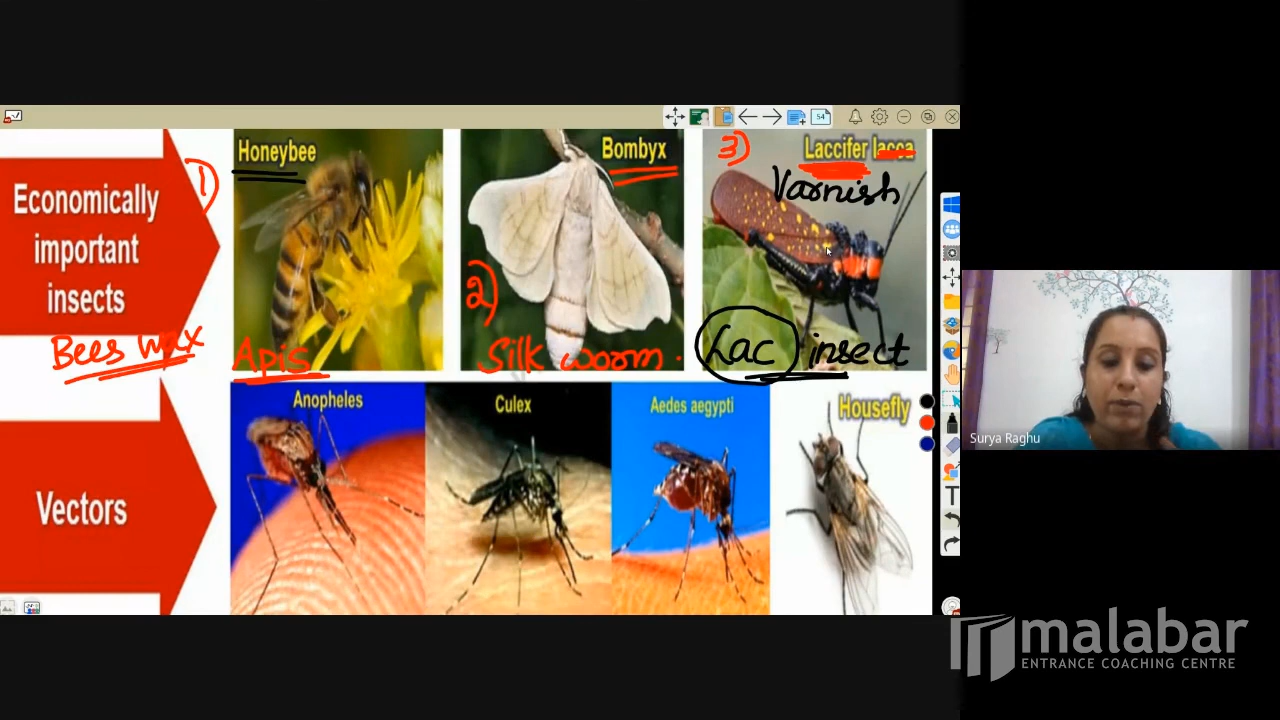 54
Honeybee
Bombyx
3)
Laccifer lacca
Varnish
1)
Economically
important
insects
2)
Bees wax
Apis
Silk worm.
Lac insect
Anopheles
Culex
Aedes aegypti
Housefly
Vectors
T
Surya Raghu
malabar
ENTRANCE COACHING CENTRE